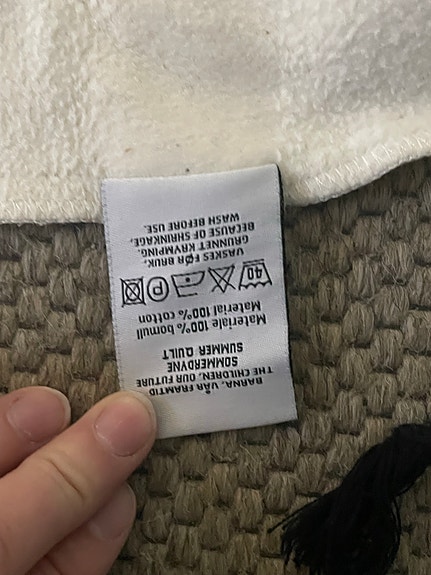 BARNA, VÅR FRAMTID
THE CHILDREN, OUR FUTURE
SOMMERDYNE
SUMMER QUILT
Materiale 100% bomull
Material 100% cotton
40 P
VASKES FØR BRUK,
GRUNNET KRYMPING.
WASH BEFORE USE,
BECAUSE OF SHRINKAGE.